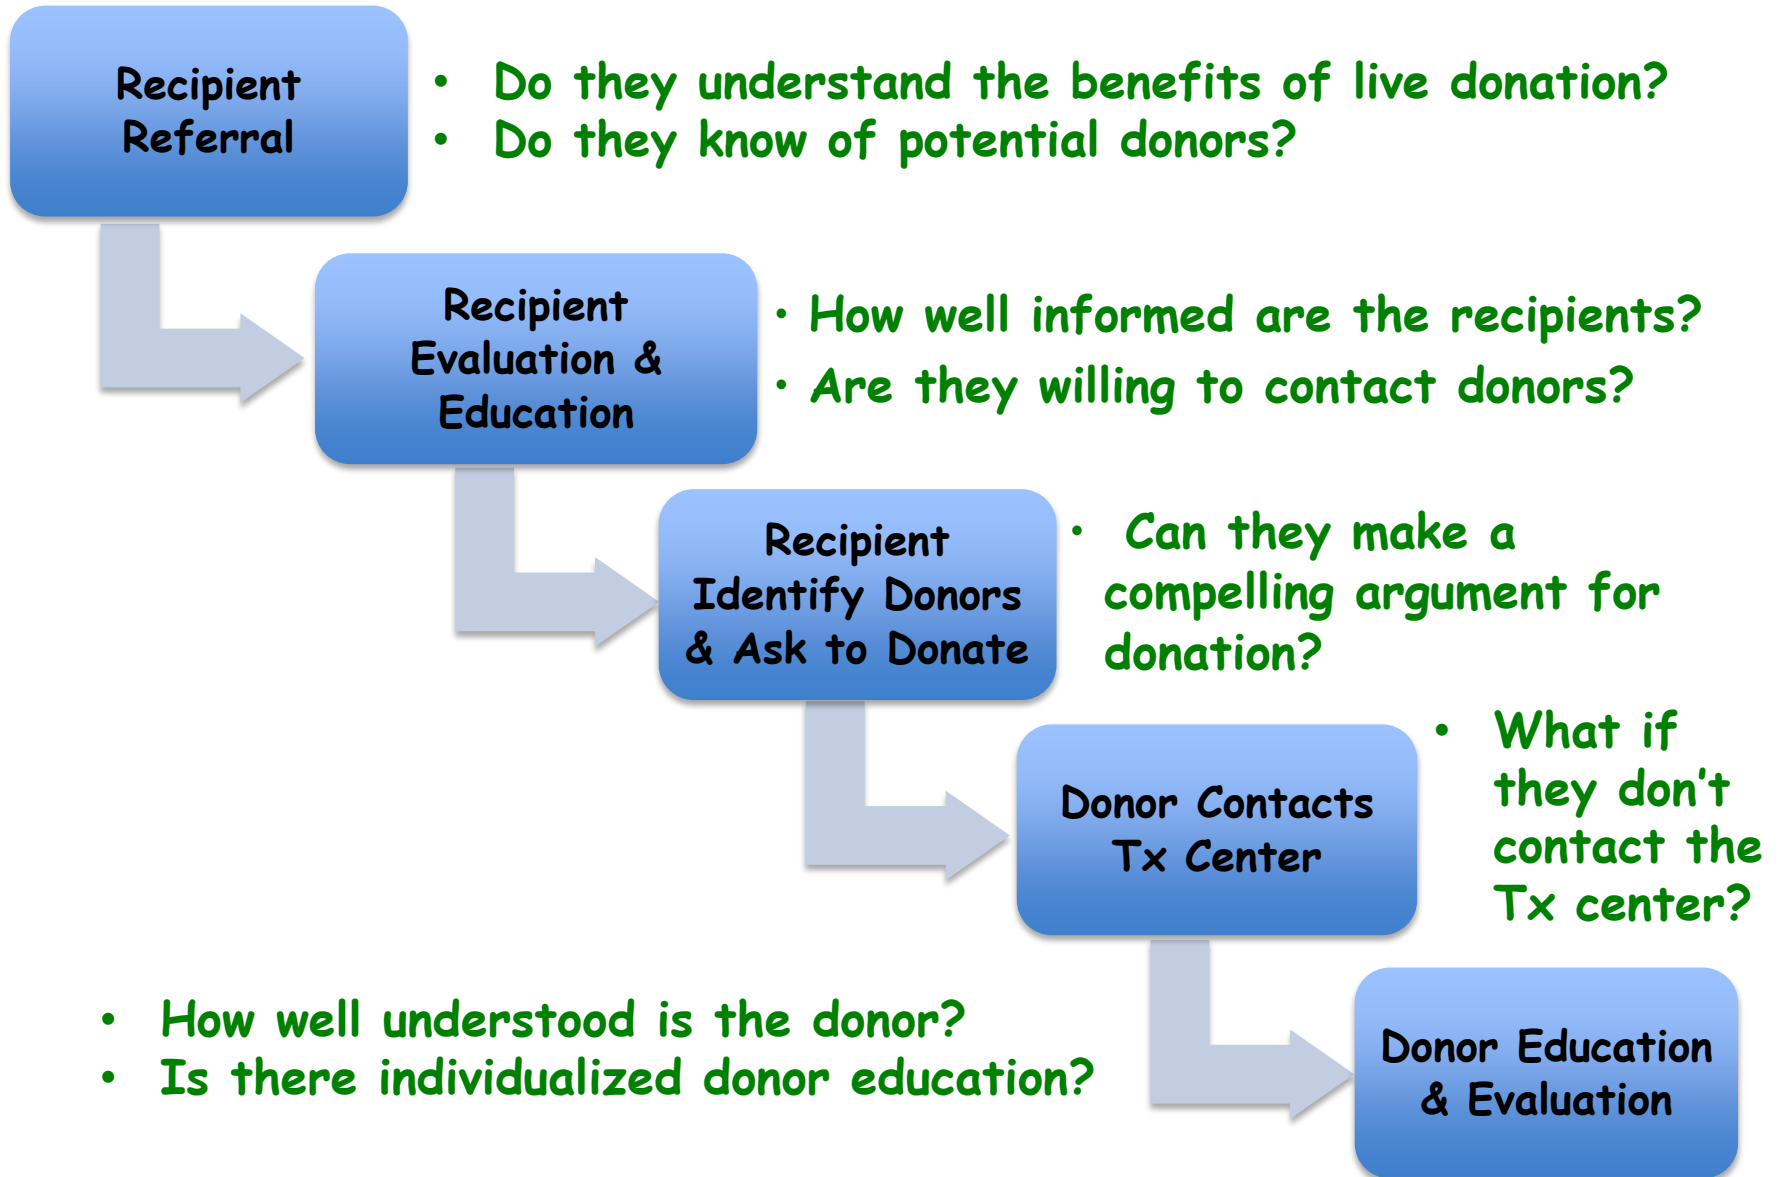 Recipient
Referral
• Do they understand the benefits of live donation?
• Do they know of potential donors?
Recipient
Evaluation &
Education
• How well informed are the recipients?
• Are they willing to contact donors?
Recipient
Identify Donors
& Ask to Donate
• Can they make a
compelling argument for
donation?
Donor Contacts
Tx Center
• What if
they don't
contact the
Tx center?
• How well understood is the donor?
• Is there individualized donor education?
Donor Education
& Evaluation